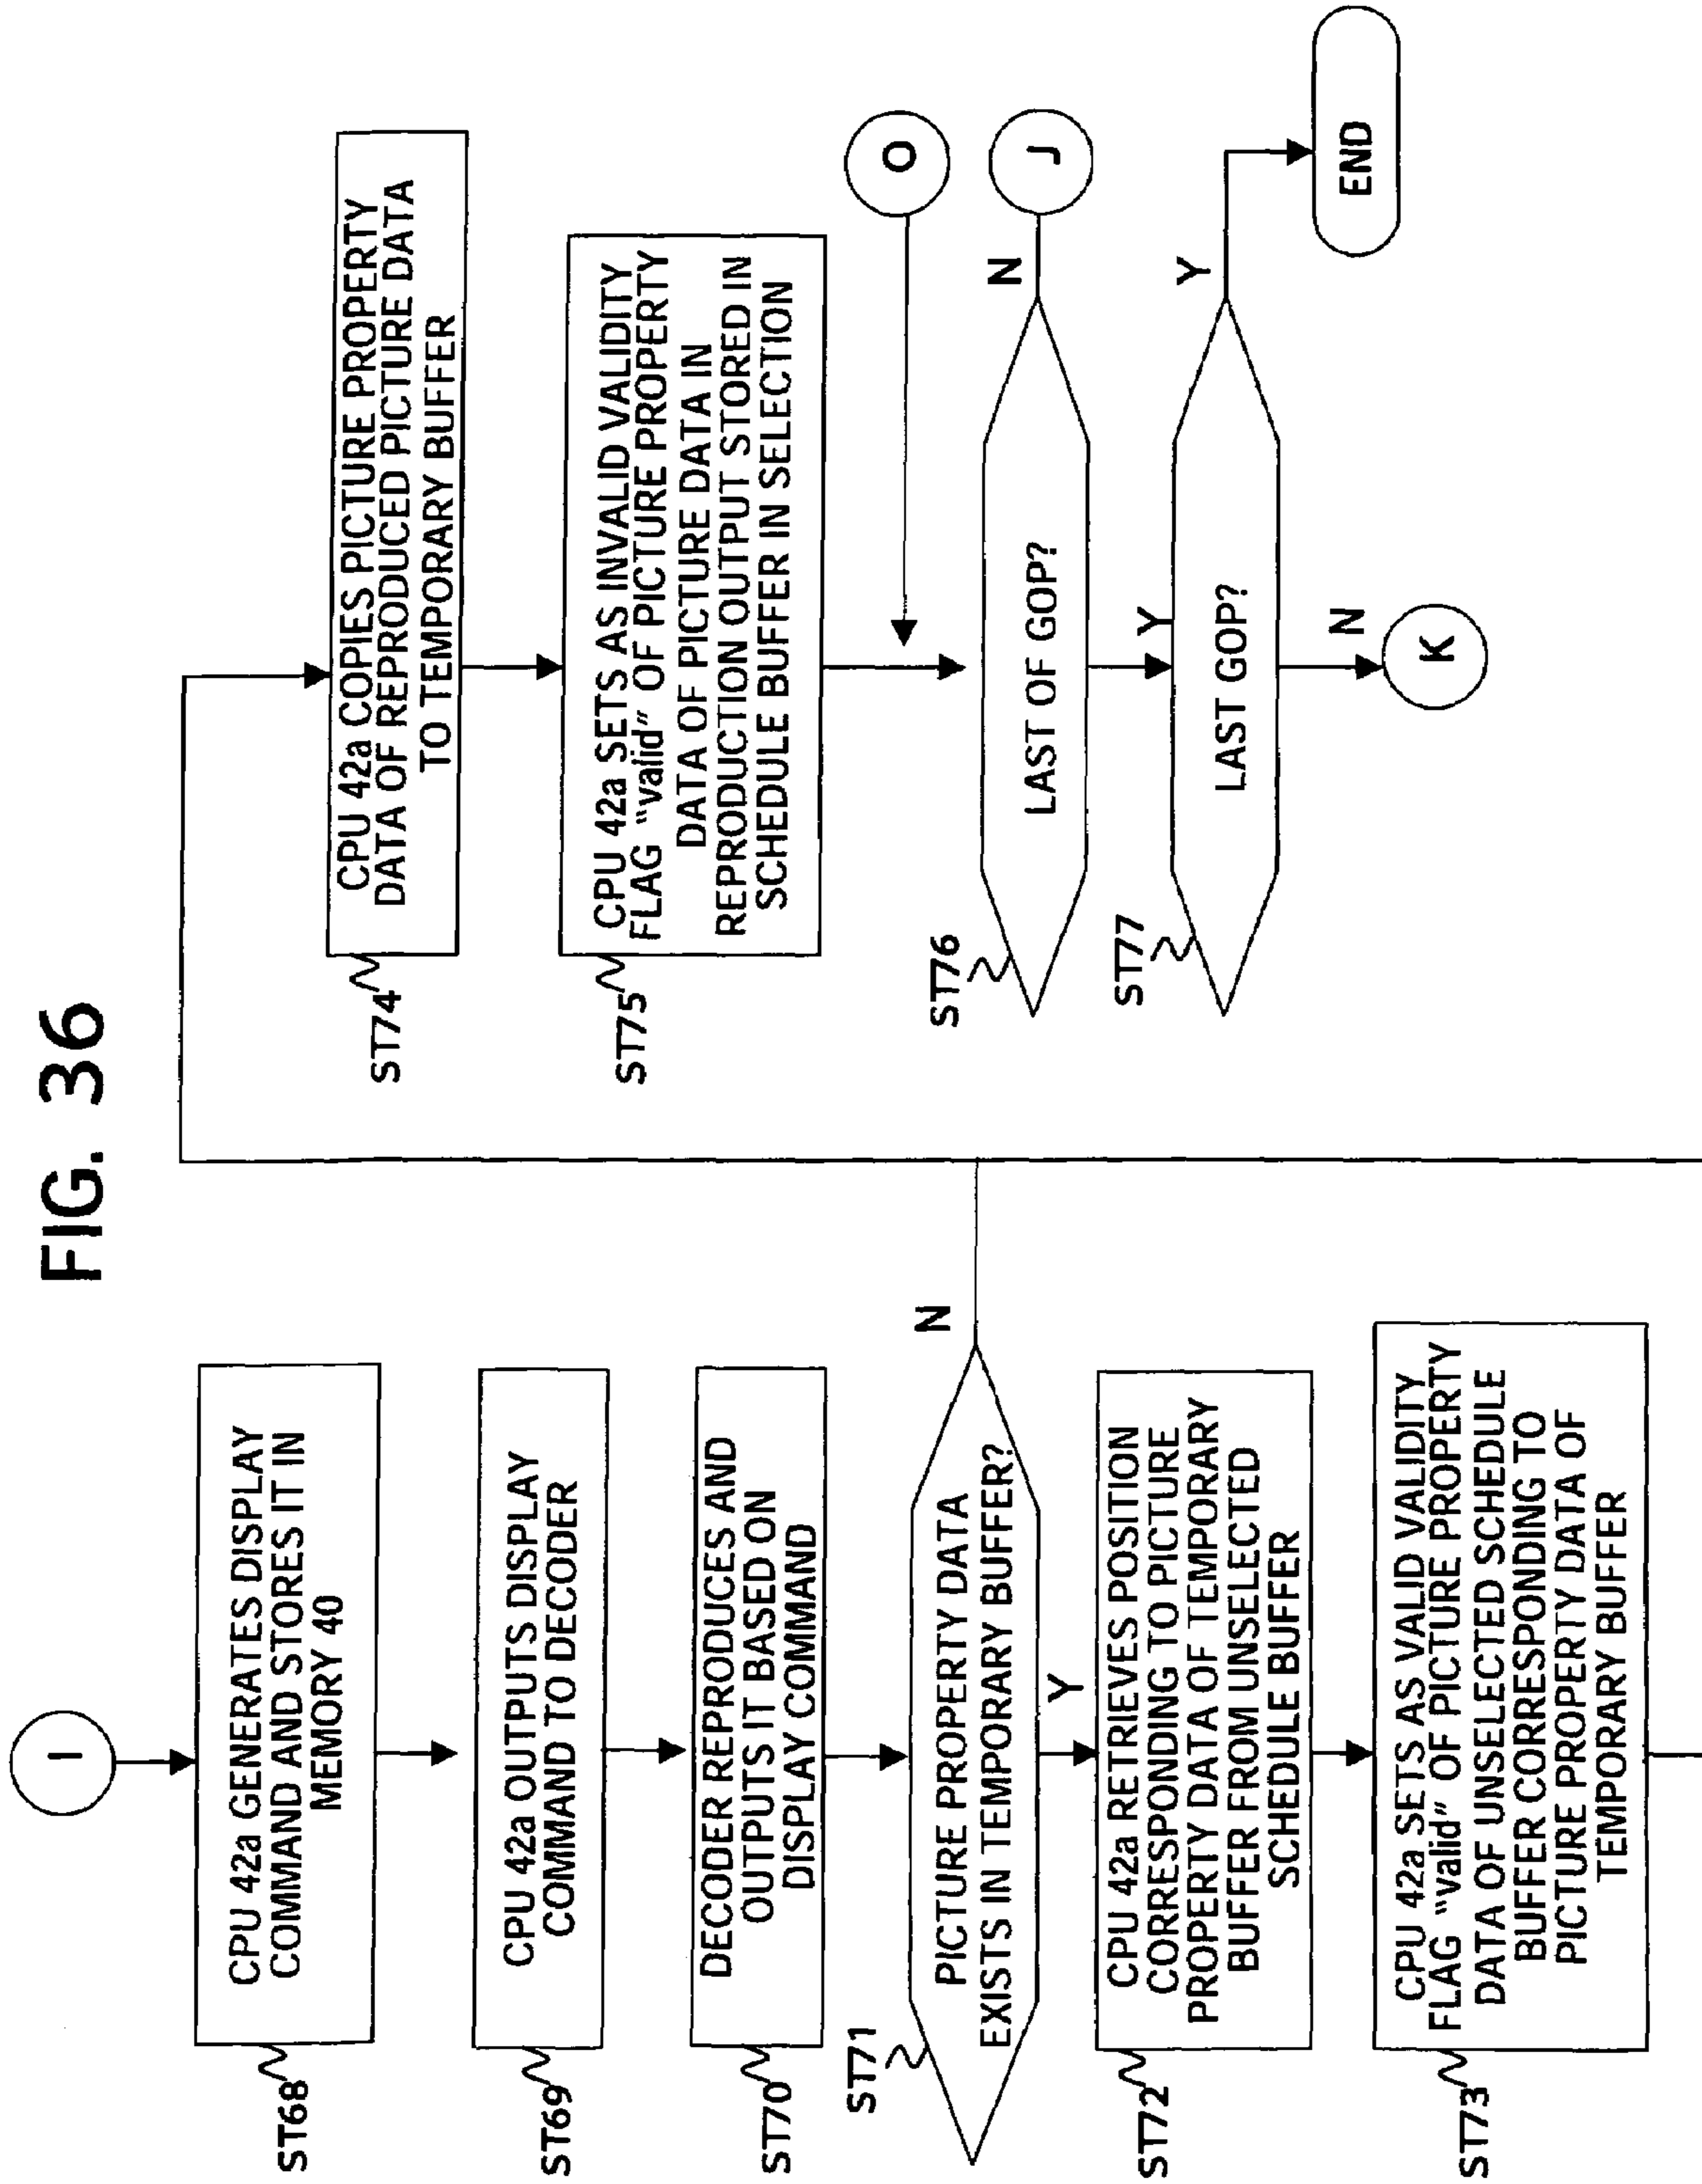 FIG. 36
I
ST68
CPU 42a GENERATES DISPLAY
COMMAND AND STORES IT IN
MEMORY 40
ST69
CPU 42a OUTPUTS DISPLAY
COMMAND TO DECODER
ST70
DECODER REPRODUCES AND
OUTPUTS IT BASED ON
DISPLAY COMMAND
ST71
PICTURE PROPERTY DATA
EXISTS IN TEMPORARY BUFFER?
N
Y
ST72
CPU 42a RETRIEVES POSITION
CORRESPONDING TO PICTURE
PROPERTY DATA OF TEMPORARY
BUFFER FROM UNSELECTED
SCHEDULE BUFFER
ST73
CPU 42a SETS AS VALID VALIDITY
FLAG "valid" OF PICTURE PROPERTY
DATA OF UNSELECTED SCHEDULE
BUFFER CORRESPONDING TO
PICTURE PROPERTY DATA OF
TEMPORARY BUFFER
ST74
CPU 42a COPIES PICTURE PROPERTY
DATA OF REPRODUCED PICTURE DATA
TO TEMPORARY BUFFER
ST75
CPU 42a SETS AS INVALID VALIDITY
FLAG "valid" OF PICTURE PROPERTY
DATA OF PICTURE DATA IN
REPRODUCTION OUTPUT STORED IN
SCHEDULE BUFFER IN SELECTION
O
ST76
LAST OF GOP?
N
J
Y
ST77
LAST GOP?
Y
END
N
K